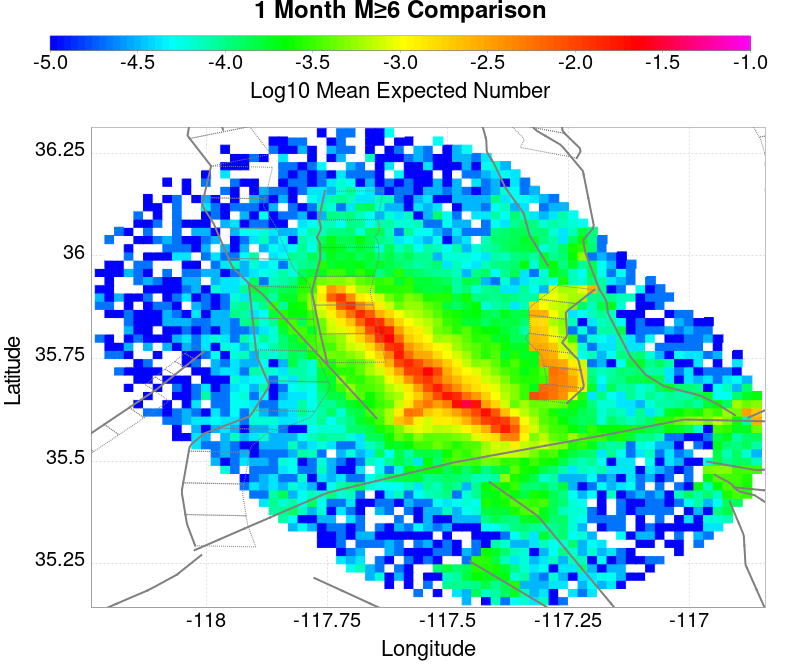 1 Month M≥6 Comparison
-5.0 -4.5 -4.0 -3.5 -3.0 -2.5 -2.0 -1.5 -1.0
Log10 Mean Expected Number
36.25
36
35.75
35.5
35.25
Latitude
-118 -117.75 -117.5 -117.25 -117
Longitude